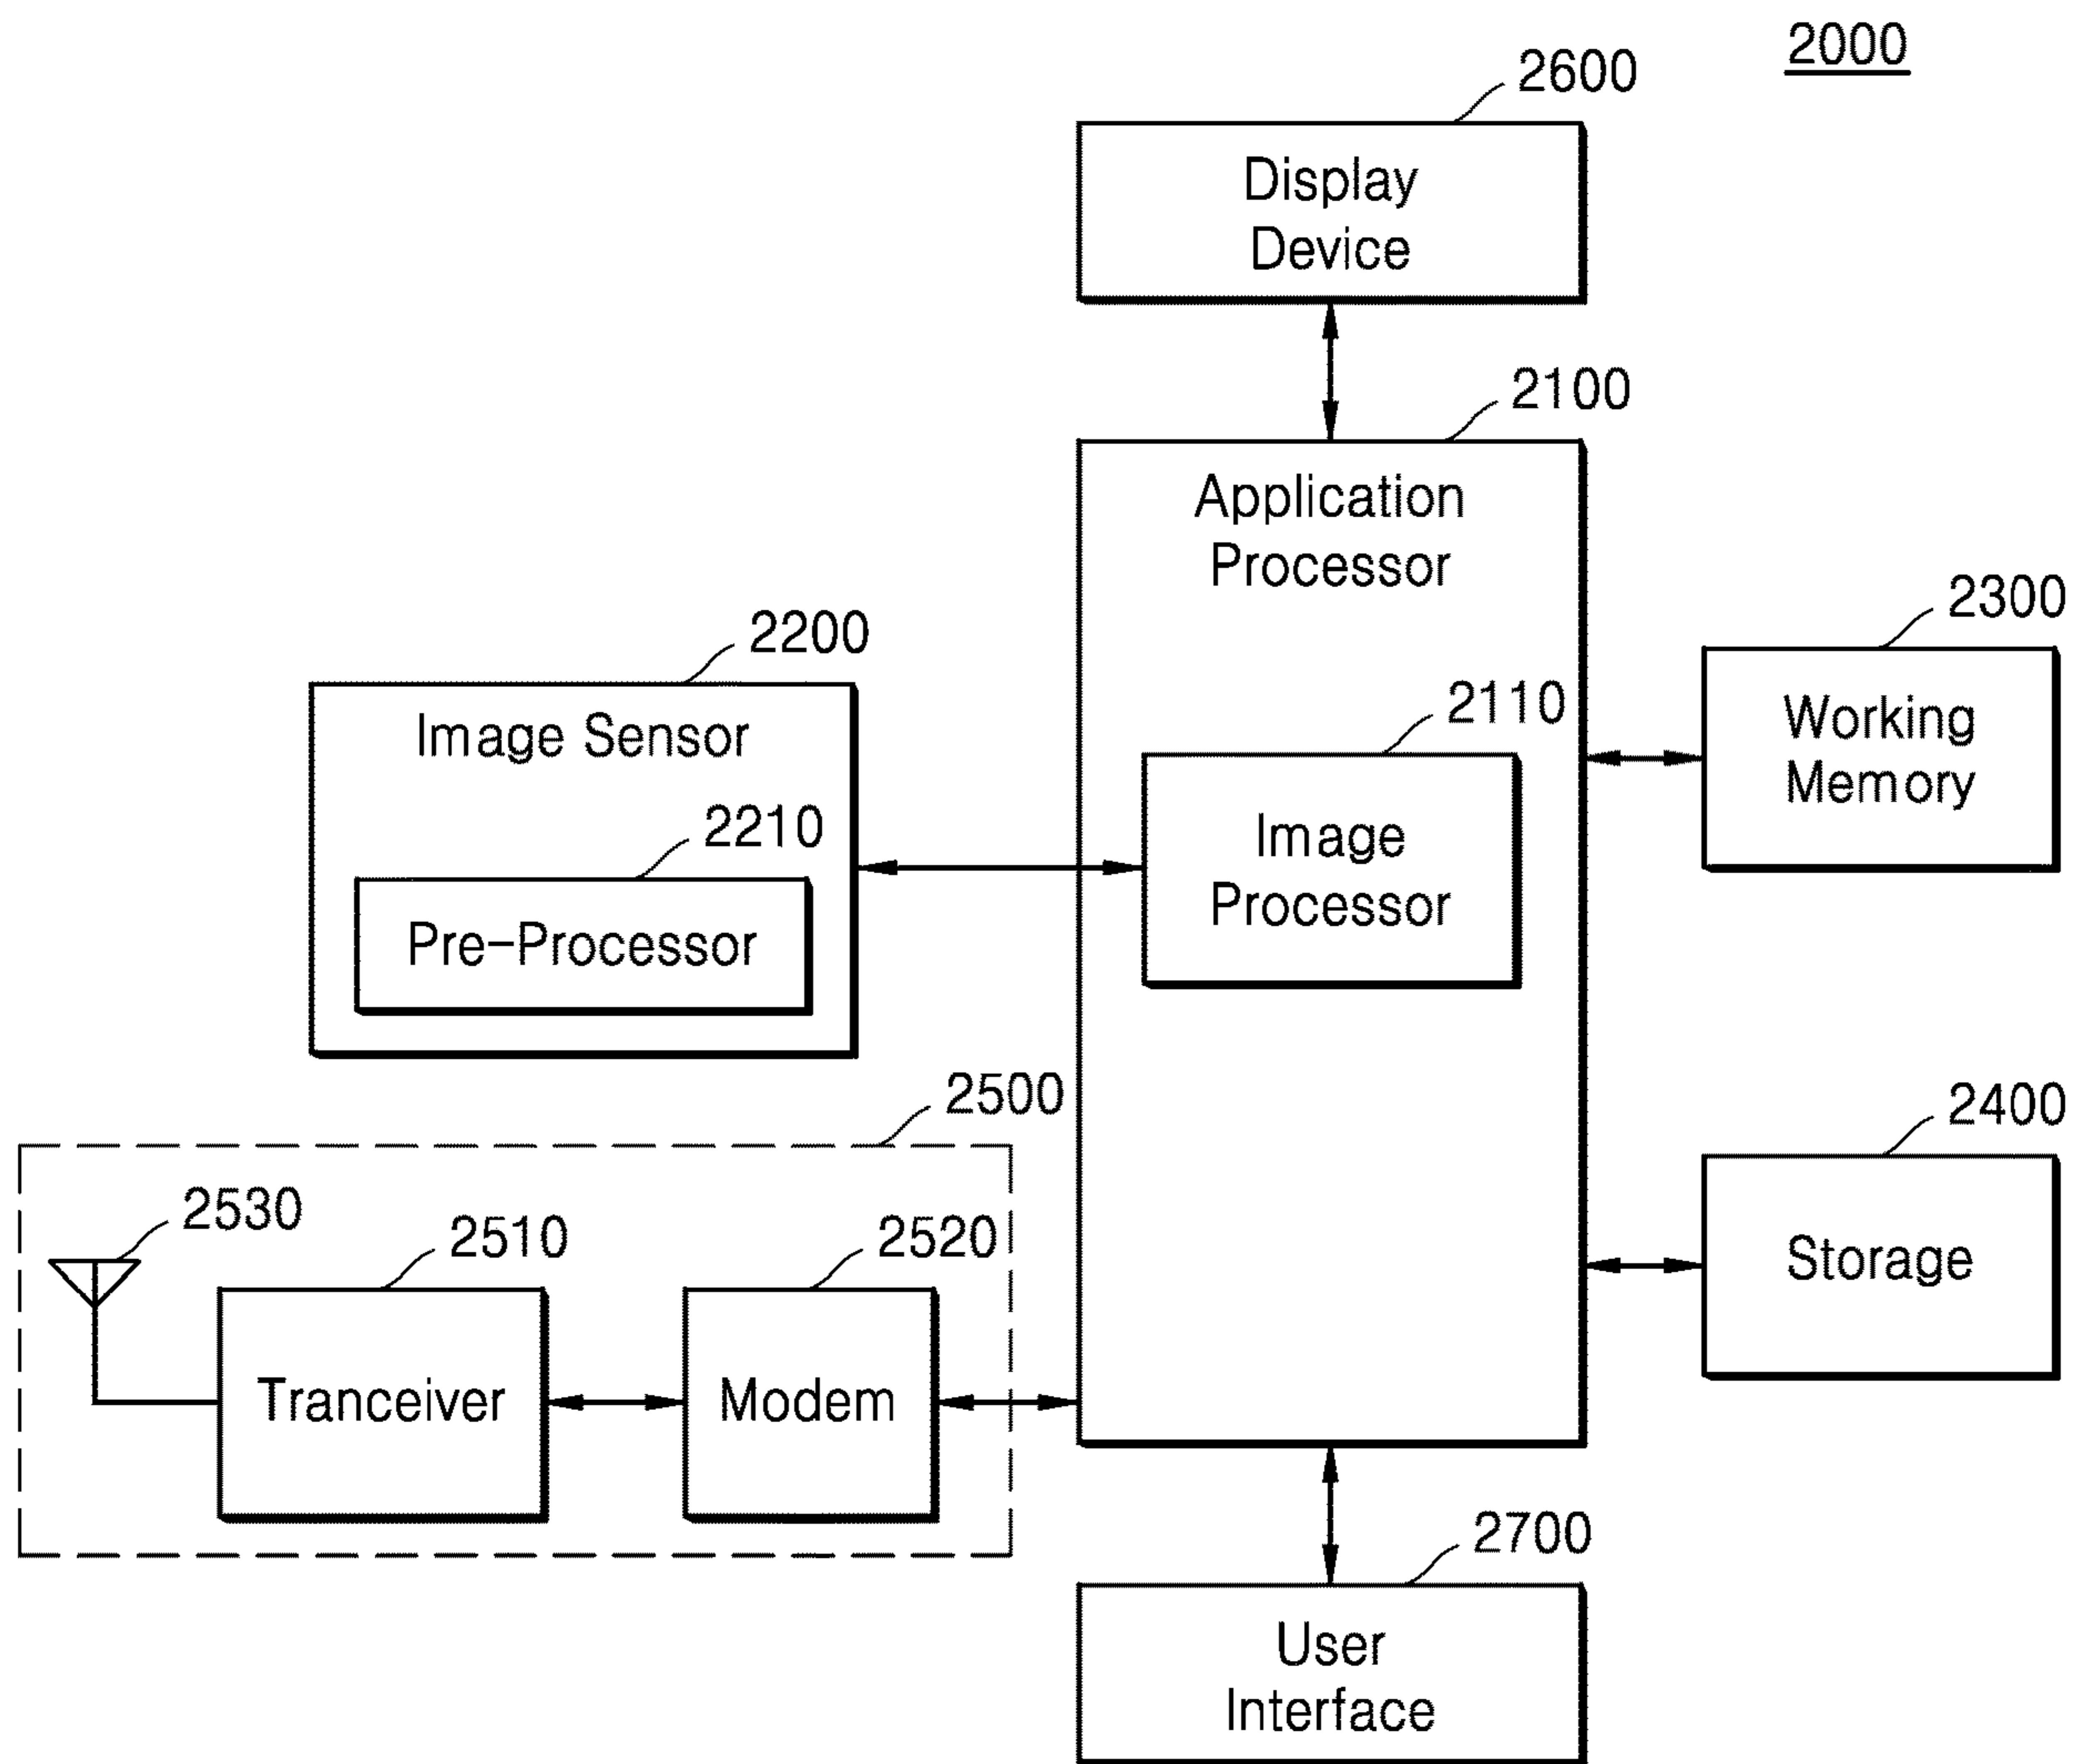 2000
2600
Display
Device
2100
Application
Processor
2300
Working
Memory
2200
Image Sensor
2110
Image
Processor
2210
Pre-Processor
2500
2400
Storage
2530
2510
Tranceiver
2520
Modem
2700
User
Interface